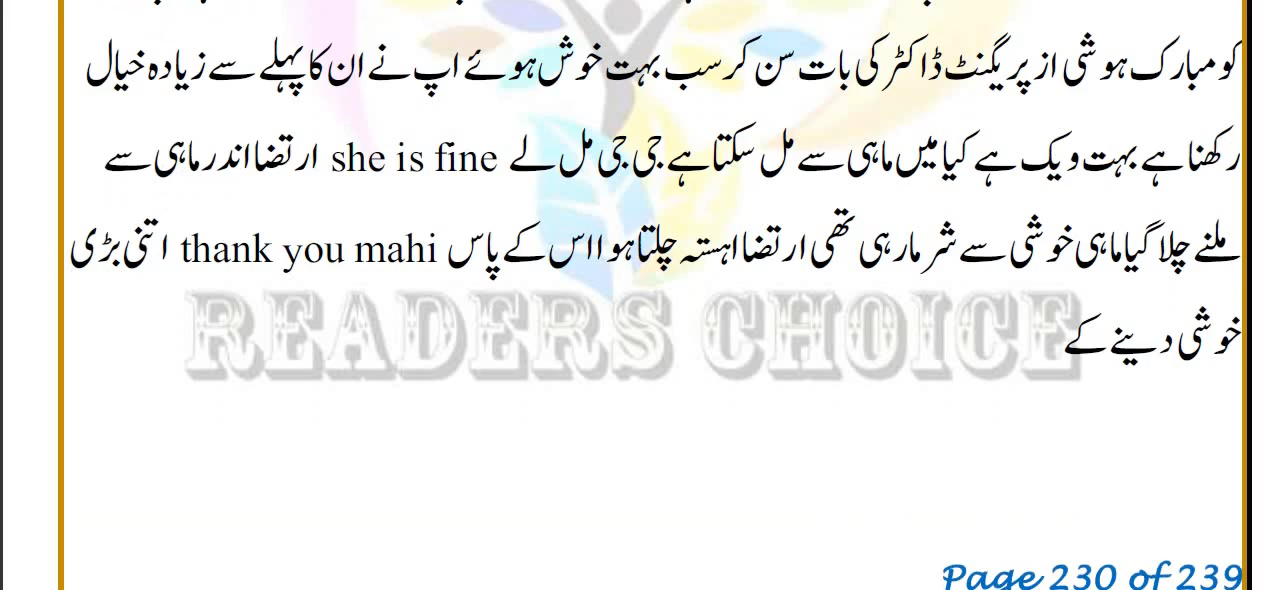 کو مبارک ہو شی از پریگننٹ ڈاکٹر کی بات سن کر سب بہت خوش ہوئے اپ نے ان کا پہلے سے زیادہ خیال
رکھنا ہے بہت ویک ہے کیا میں ماہی سے مل سکتا ہے جی جی مل لے she is fine ارتضا اندر ماہی سے
ملنے چلا گیا ماہی خوشی سے شرما رہی تھی ارتضا اہستہ چلتا ہوا اس کے پاس thank you mahi اتنی بڑی
خوشی دینے کے
READERS CHOICE
Page 230 of 239